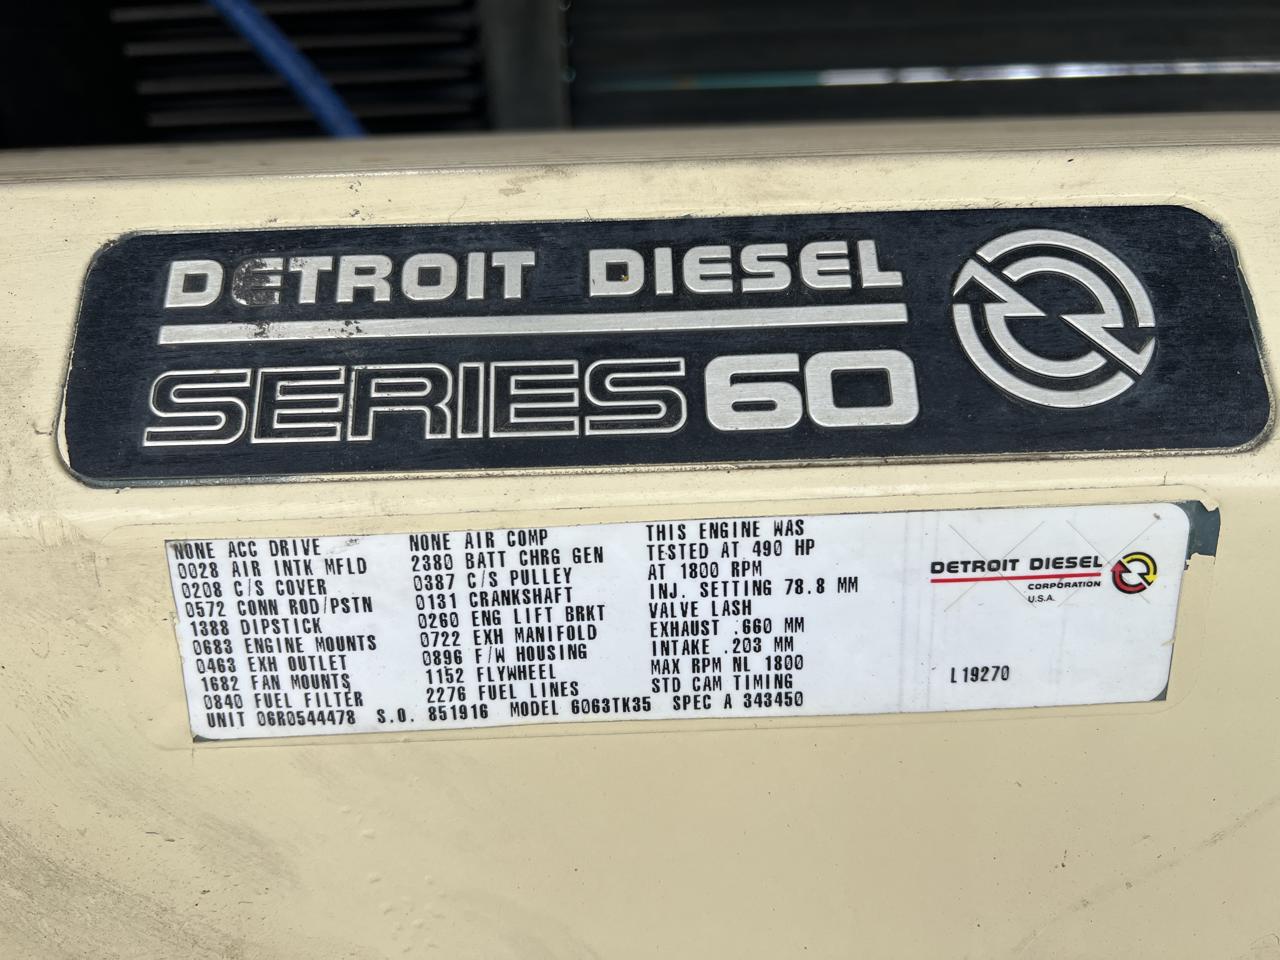 DETROIT DIESEL
SERIES 60
NONE ACC DRIVE
0028 AIR INTK MFLD
0208 C/S COVER
0572 CONN ROD/PSTN
1388 DIPSTICK
0683 ENGINE MOUNTS
0463 EXH OUTLET
1682 FAN MOUNTS
0840 FUEL FILTER
NONE AIR COMP
2380 BATT CHRG GEN
0387 C/S PULLEY
0131 CRANKSHAFT
0260 ENG LIFT BRKT
0722 EXH MANIFOLD
0896 F/W HOUSING
1152 FLYWHEEL
2276 FUEL LINES
THIS ENGINE WAS
TESTED AT 490 HP
AT 1800 RPM
INJ. SETTING 78.8 MM
VALVE LASH
EXHAUST .660 MM
INTAKE .203 MM
MAX RPM NL 1800
STD CAM TIMING
UNIT 06R0544478 S.O. 851916 MODEL 6063TK35 SPEC A 343450
DETROIT DIESEL
CORPORATION
U.S.A.
L19270